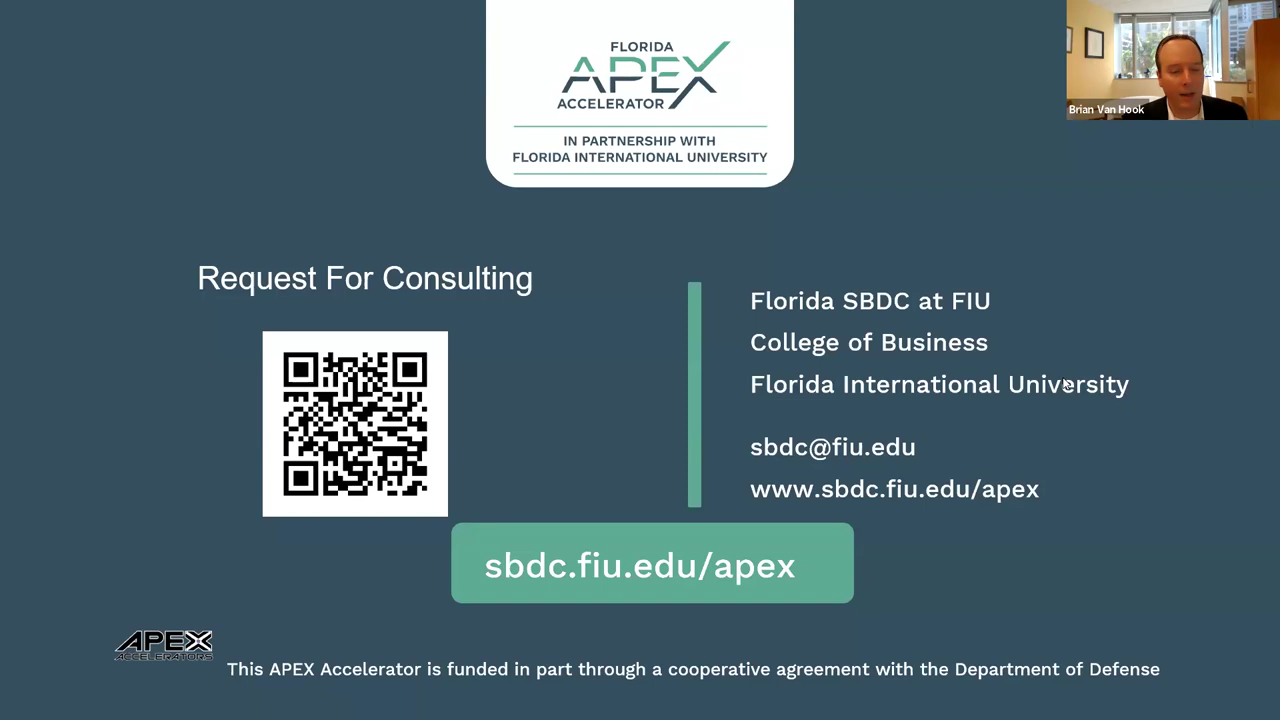 FLORIDA
APEX
ACCELERATOR
IN PARTNERSHIP WITH
FLORIDA INTERNATIONAL UNIVERSITY
Brian Van Hook
Request For Consulting
Florida SBDC at FIU
College of Business
Florida International University
sbdc@fiu.edu
www.sbdc.fiu.edu/apex
sbdc.fiu.edu/apex
APEX
ACCELERATORS
This APEX Accelerator is funded in part through a cooperative agreement with the Department of Defense